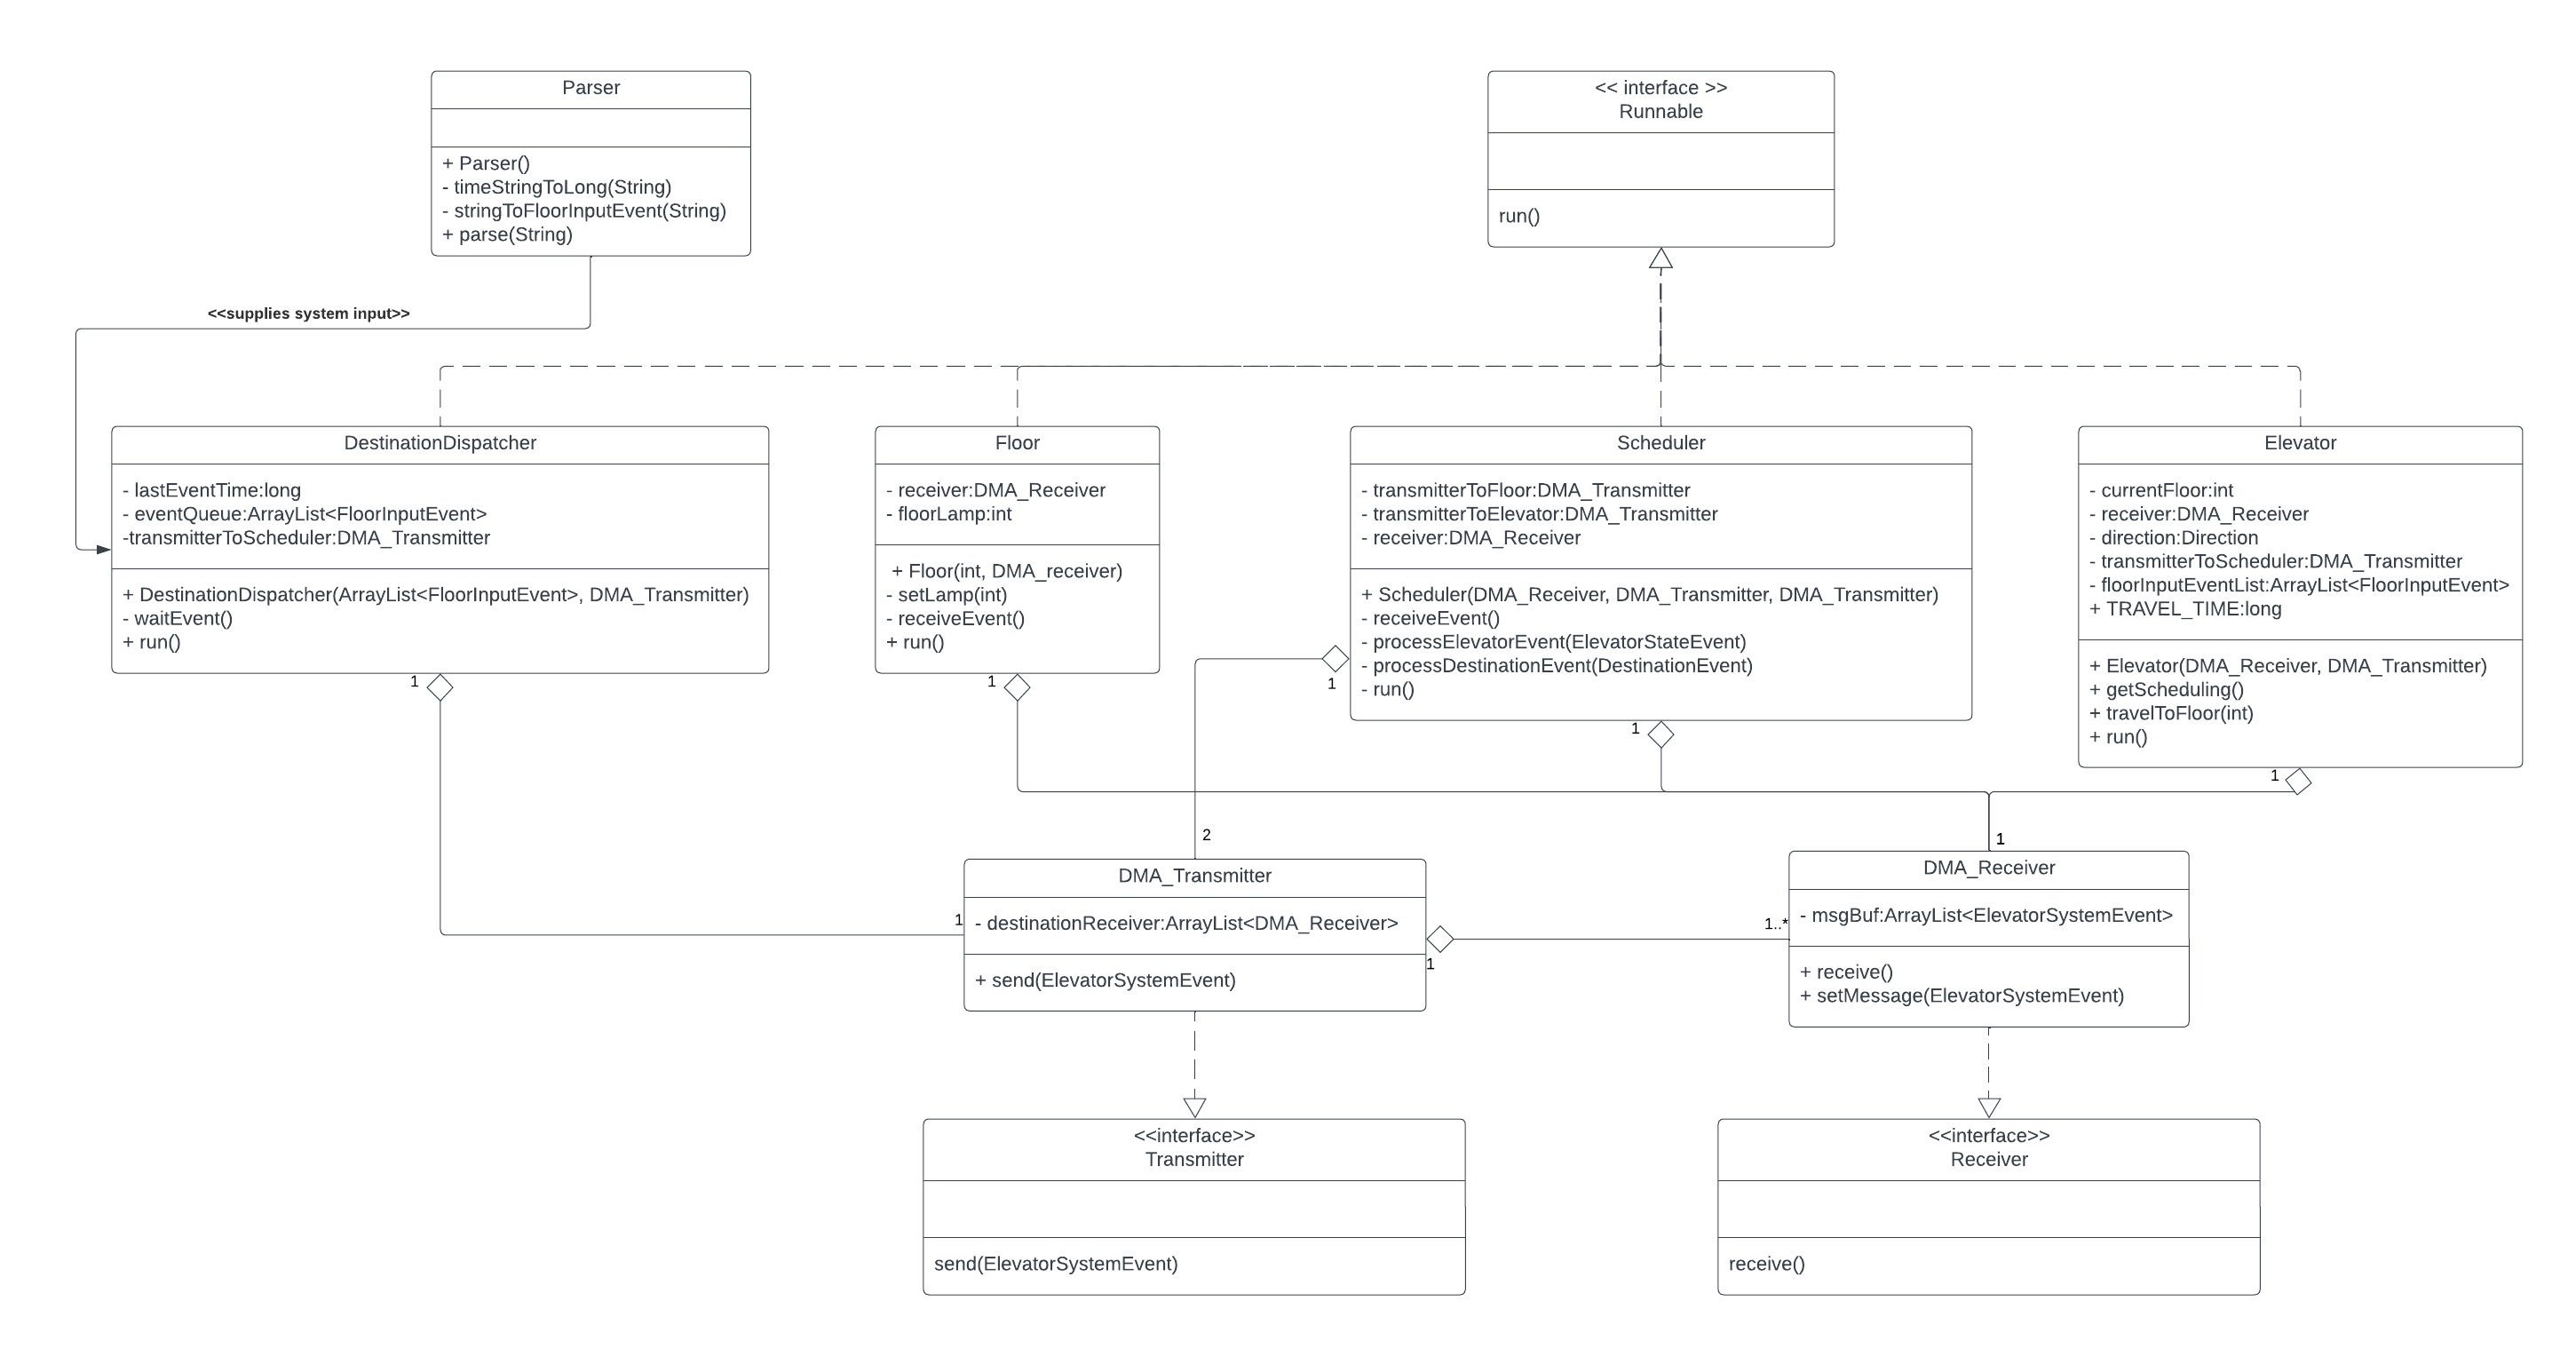 Parser
+ Parser()
- timeStringToLong(String)
- stringToFloorInputEvent(String)
+ parse(String)
<< interface >>
Runnable
run()
<<supplies system input>>
DestinationDispatcher
- lastEventTime:long
- eventQueue:ArrayList<FloorInputEvent>
-transmitterToScheduler:DMA_Transmitter
+ DestinationDispatcher(ArrayList<FloorInputEvent>, DMA_Transmitter)
- waitEvent()
+ run()
1
Floor
- receiver:DMA_Receiver
- floorLamp:int
+ Floor(int, DMA_receiver)
- setLamp(int)
- receiveEvent()
+ run()
1
Scheduler
- transmitterToFloor:DMA_Transmitter
- transmitterToElevator:DMA_Transmitter
- receiver:DMA_Receiver
+ Scheduler(DMA_Receiver, DMA_Transmitter, DMA_Transmitter)
- receiveEvent()
- processElevatorEvent(ElevatorStateEvent)
- processDestinationEvent(DestinationEvent)
- run()
1
1
Elevator
- currentFloor:int
- receiver:DMA_Receiver
- direction:Direction
- transmitterToScheduler:DMA_Transmitter
- floorInputEventList:ArrayList<FloorInputEvent>
+ TRAVEL_TIME:long
+ Elevator(DMA_Receiver, DMA_Transmitter)
+ getScheduling()
+ travelToFloor(int)
+ run()
1
2
1
DMA_Transmitter
- destinationReceiver:ArrayList<DMA_Receiver>
+ send(ElevatorSystemEvent)
1
1
1..*
DMA_Receiver
- msgBuf:ArrayList<ElevatorSystemEvent>
+ receive()
+ setMessage(ElevatorSystemEvent)
<<interface>>
Transmitter
send(ElevatorSystemEvent)
<<interface>>
Receiver
receive()